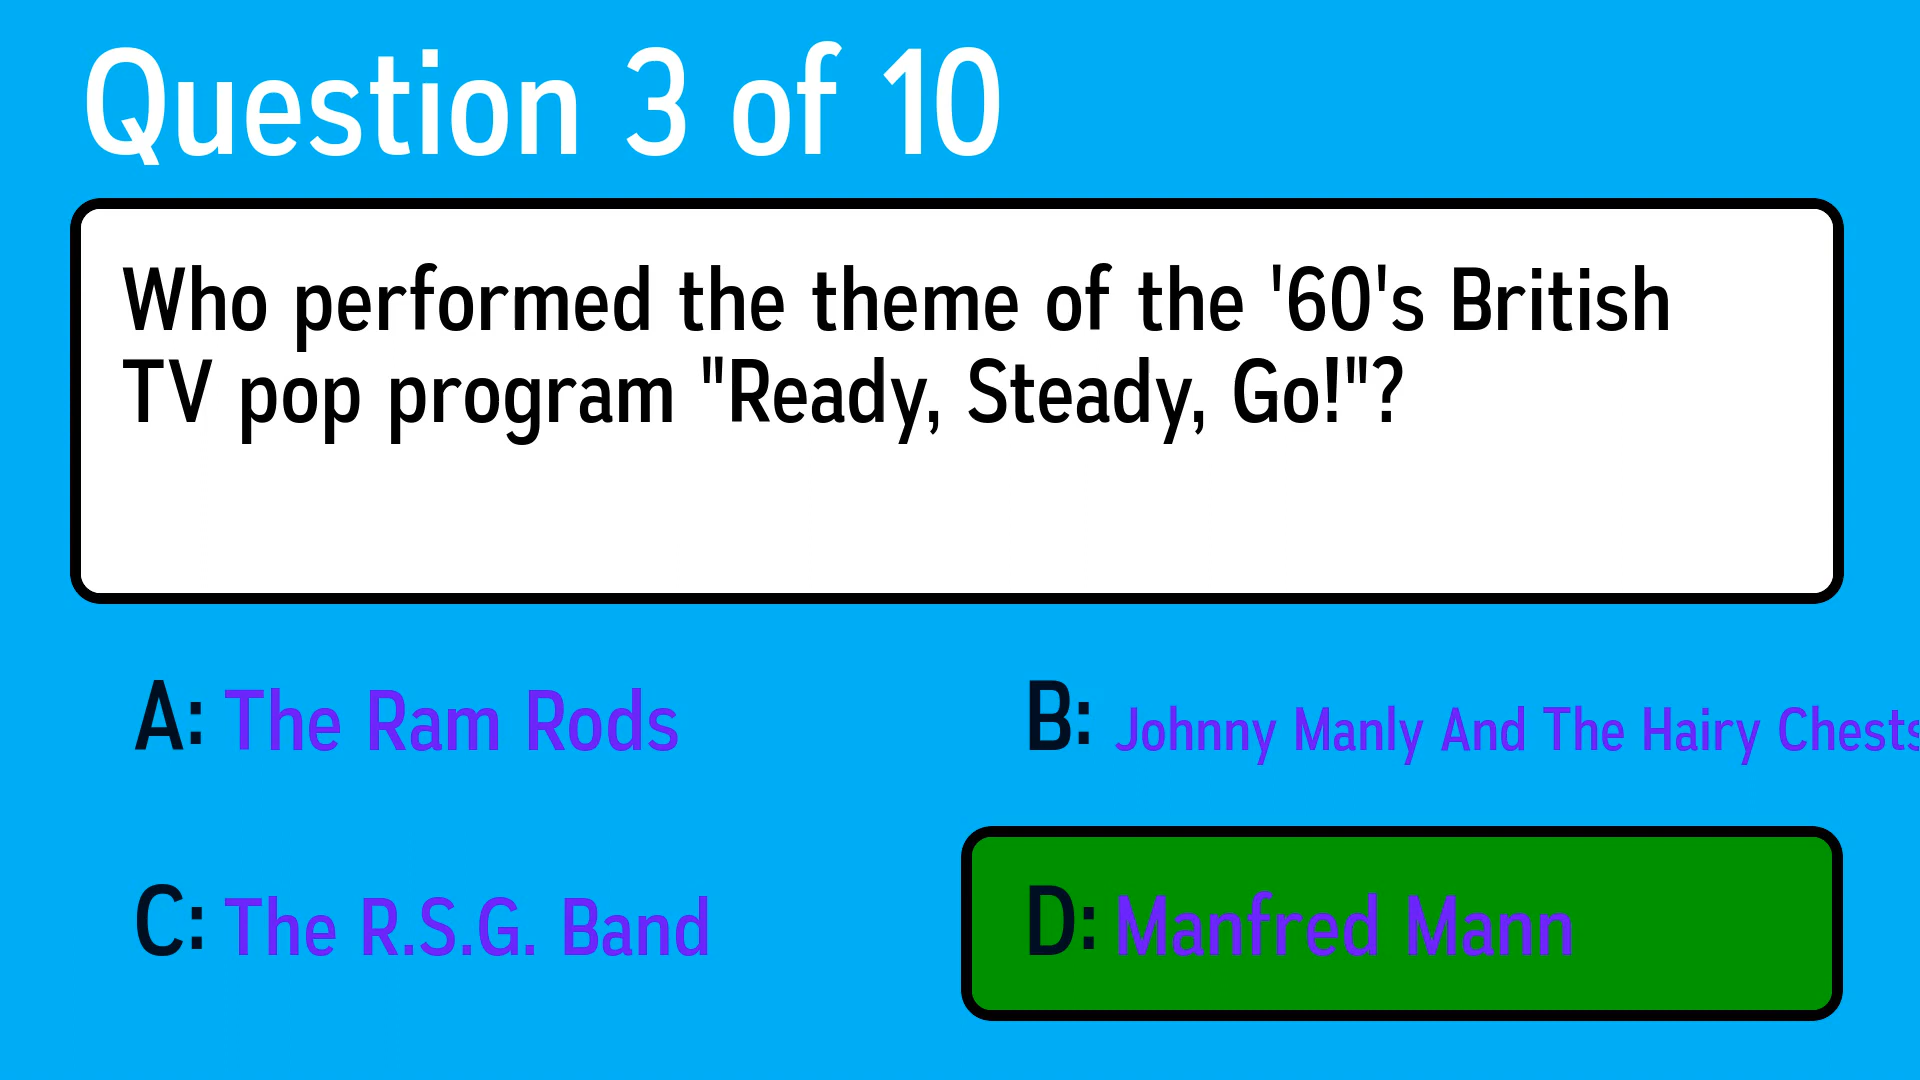 Question 3 of 10
Who performed the theme of the '60's British
TV pop program "Ready, Steady, Go!"?
A: The Ram Rods
B: Johnny Manly And The Hairy Chests
C: The R.S.G. Band
D: Manfred Mann